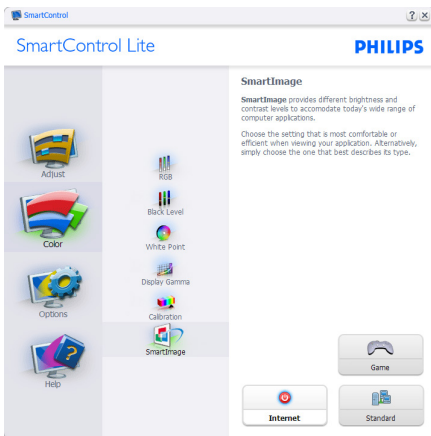 SmartControl
SmartControl Lite
PHILIPS
Adjust
Color
Options
Help
RGB
Black Level
White Point
Display Gamma
Calibration
SmartImage
SmartImage
SmartImage provides different brightness and
contrast levels to accomodate today's wide range of
computer applications.
Choose the setting that is most comfortable or
efficient when viewing your application. Alternatively,
simply choose the one that best describes its type.
Game
Internet
Standard